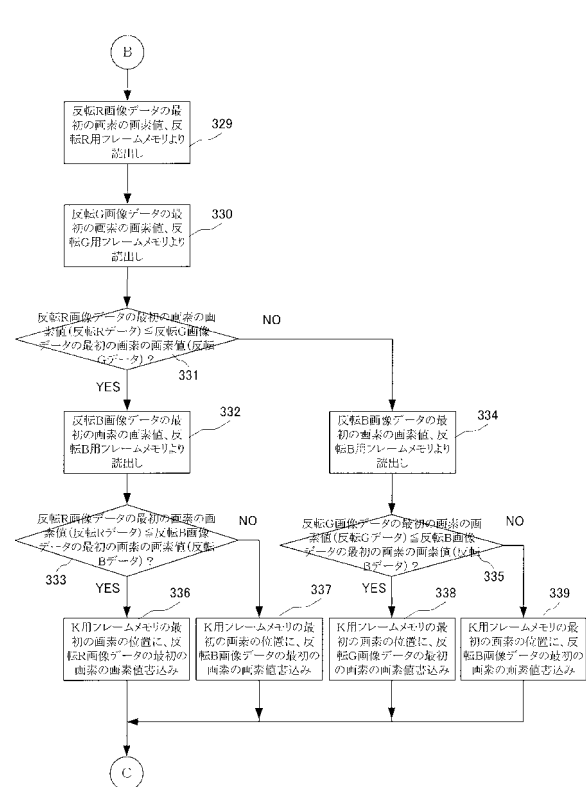 B
反転R画像データの最
初の画素の画素値、反
転R用フレームメモリより
読出し
329
反転G画像データの最
初の画素の画素値、反
転G用フレームメモリより
読出し
330
反転R画像データの最初の画素の画
素値(反転Rデータ)≦反転G画像
データの最初の画素の画素値(反転
Gデータ)?
331
NO
YES
反転B画像データの最
初の画素の画素値、反
転B用フレームメモリより
読出し
332
反転B画像データの最
初の画素の画素値、反
転B用フレームメモリより
読出し
334
反転R画像データの最初の画素の画
素値(反転Rデータ)≦反転B画像
データの最初の画素の画素値(反転
Bデータ)?
333
NO
YES
反転G画像データの最初の画素の画
素値(反転Gデータ)≦反転B画像
データの最初の画素の画素値(反転
Bデータ)?
335
NO
YES
336
K用フレームメモリの最
初の画素の位置に、反
転R画像データの最初の
画素の画素値書込み
337
K用フレームメモリの最
初の画素の位置に、反
転B画像データの最初の
画素の画素値書込み
338
K用フレームメモリの最
初の画素の位置に、反
転G画像データの最初
の画素の画素値書込み
339
K用フレームメモリの最
初の画素の位置に、反
転B画像データの最初の
画素の画素値書込み
C